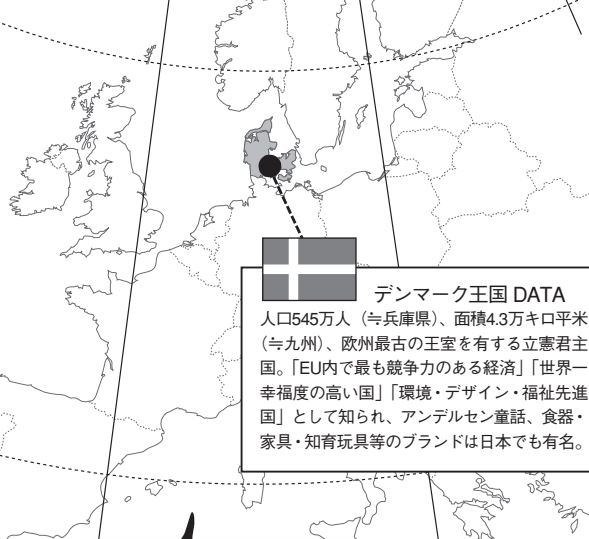 デンマーク王国 DATA
人口545万人（≒兵庫県）、面積4.3万キロ平米
（≒九州）、欧州最古の王室を有する立憲君主
国。「EU内で最も競争力のある経済」「世界一
幸福度の高い国」「環境・デザイン・福祉先進
国」として知られ、アンデルセン童話、食器・
家具・知育玩具等のブランドは日本でも有名。